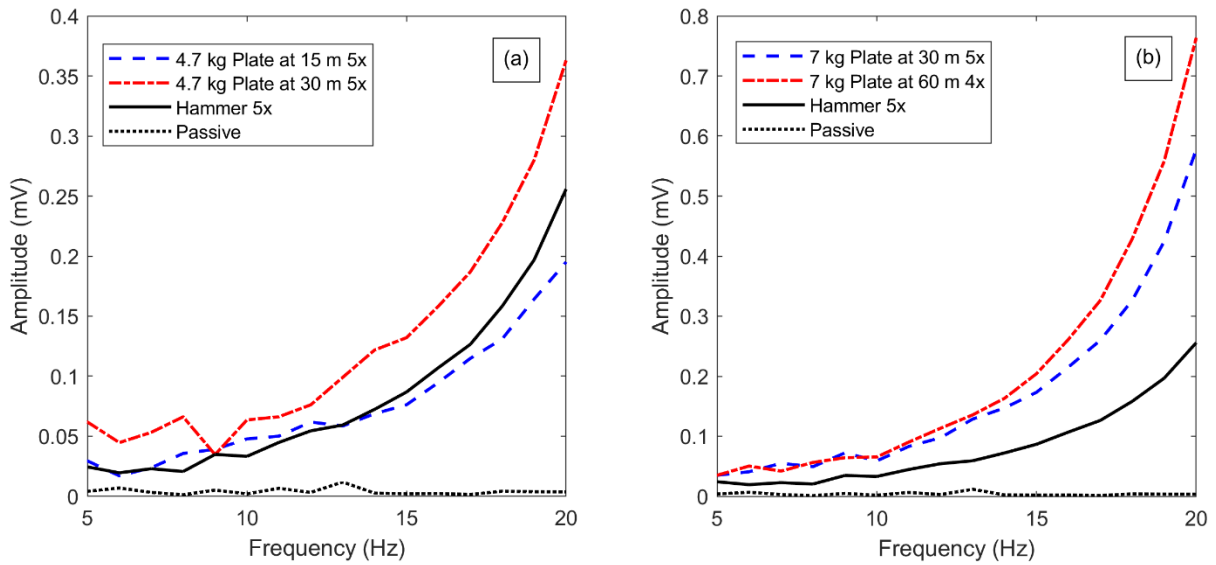 0.4
0.35
0.3
0.25
0.2
0.15
0.1
0.05
0
Amplitude (mV)
5
10
15
20
Frequency (Hz)
4.7 kg Plate at 15 m 5x
4.7 kg Plate at 30 m 5x
Hammer 5x
Passive
(a)
0.8
0.7
0.6
0.5
0.4
0.3
0.2
0.1
0
Amplitude (mV)
5
10
15
20
Frequency (Hz)
7 kg Plate at 30 m 5x
7 kg Plate at 60 m 4x
Hammer 5x
Passive
(b)